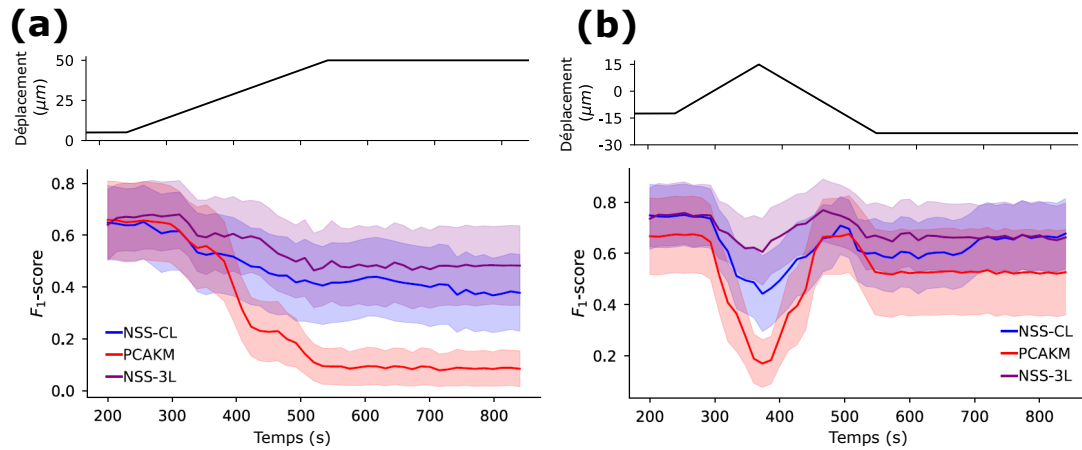 (a)
Déplacement
(μm)
50
25
0
F₁-score
0.8
0.6
0.4
0.2
0.0
NSS-CL
PCAKM
NSS-3L
200 300 400 500 600 700 800
Temps (s)
(b)
Déplacement
(μm)
15
0
-15
-30
F₁-score
0.8
0.6
0.4
0.2
NSS-CL
PCAKM
NSS-3L
200 300 400 500 600 700 800
Temps (s)